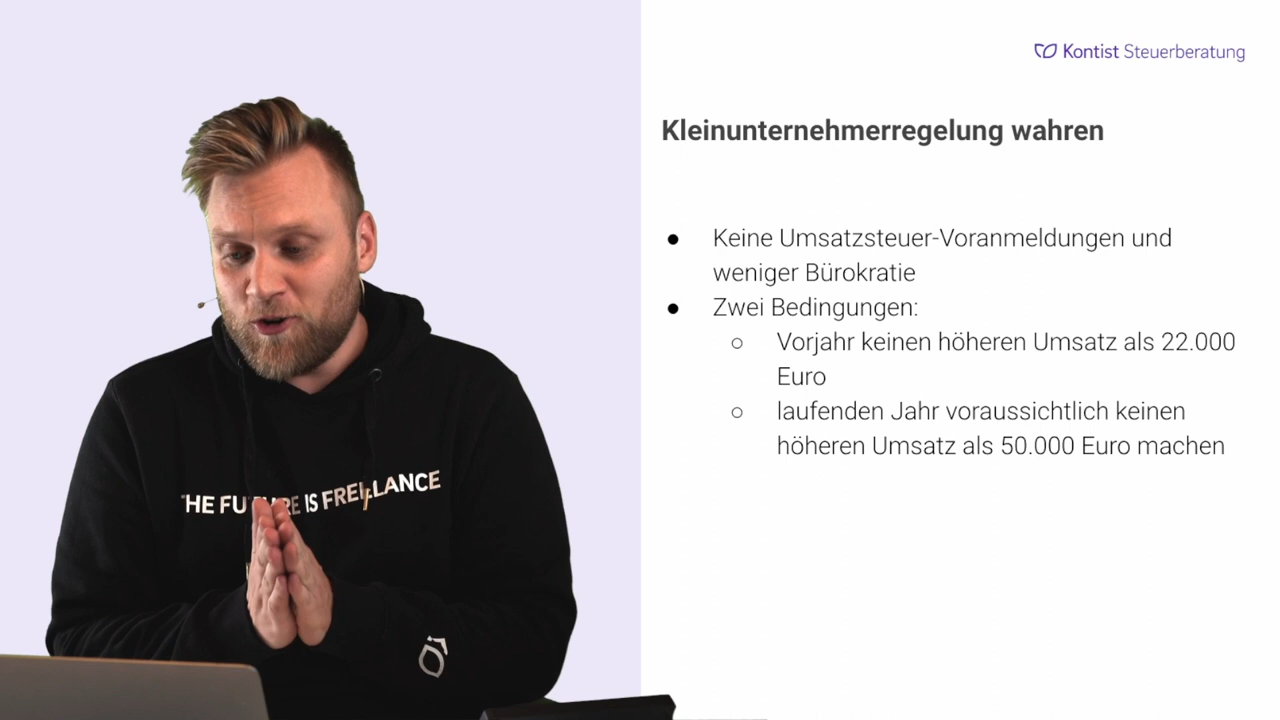 Kontist Steuerberatung
Kleinunternehmerregelung wahren
● Keine Umsatzsteuer-Voranmeldungen und
weniger Bürokratie
● Zwei Bedingungen:
○ Vorjahr keinen höheren Umsatz als 22.000
Euro
○ laufenden Jahr voraussichtlich keinen
höheren Umsatz als 50.000 Euro machen
THE FUTURE IS FREELANCE